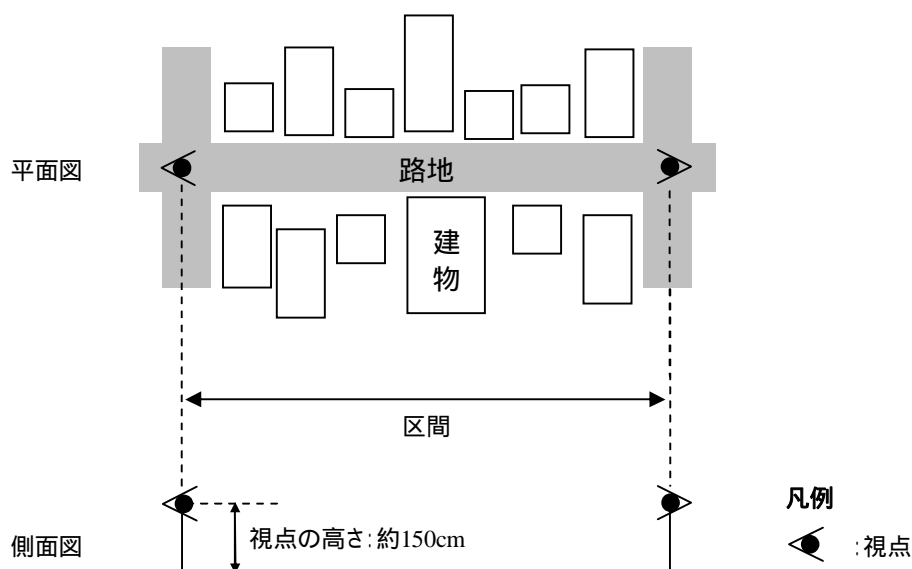 平面図
路地
建
物
区間
凡例
側面図
視点の高さ:約150cm
:視点